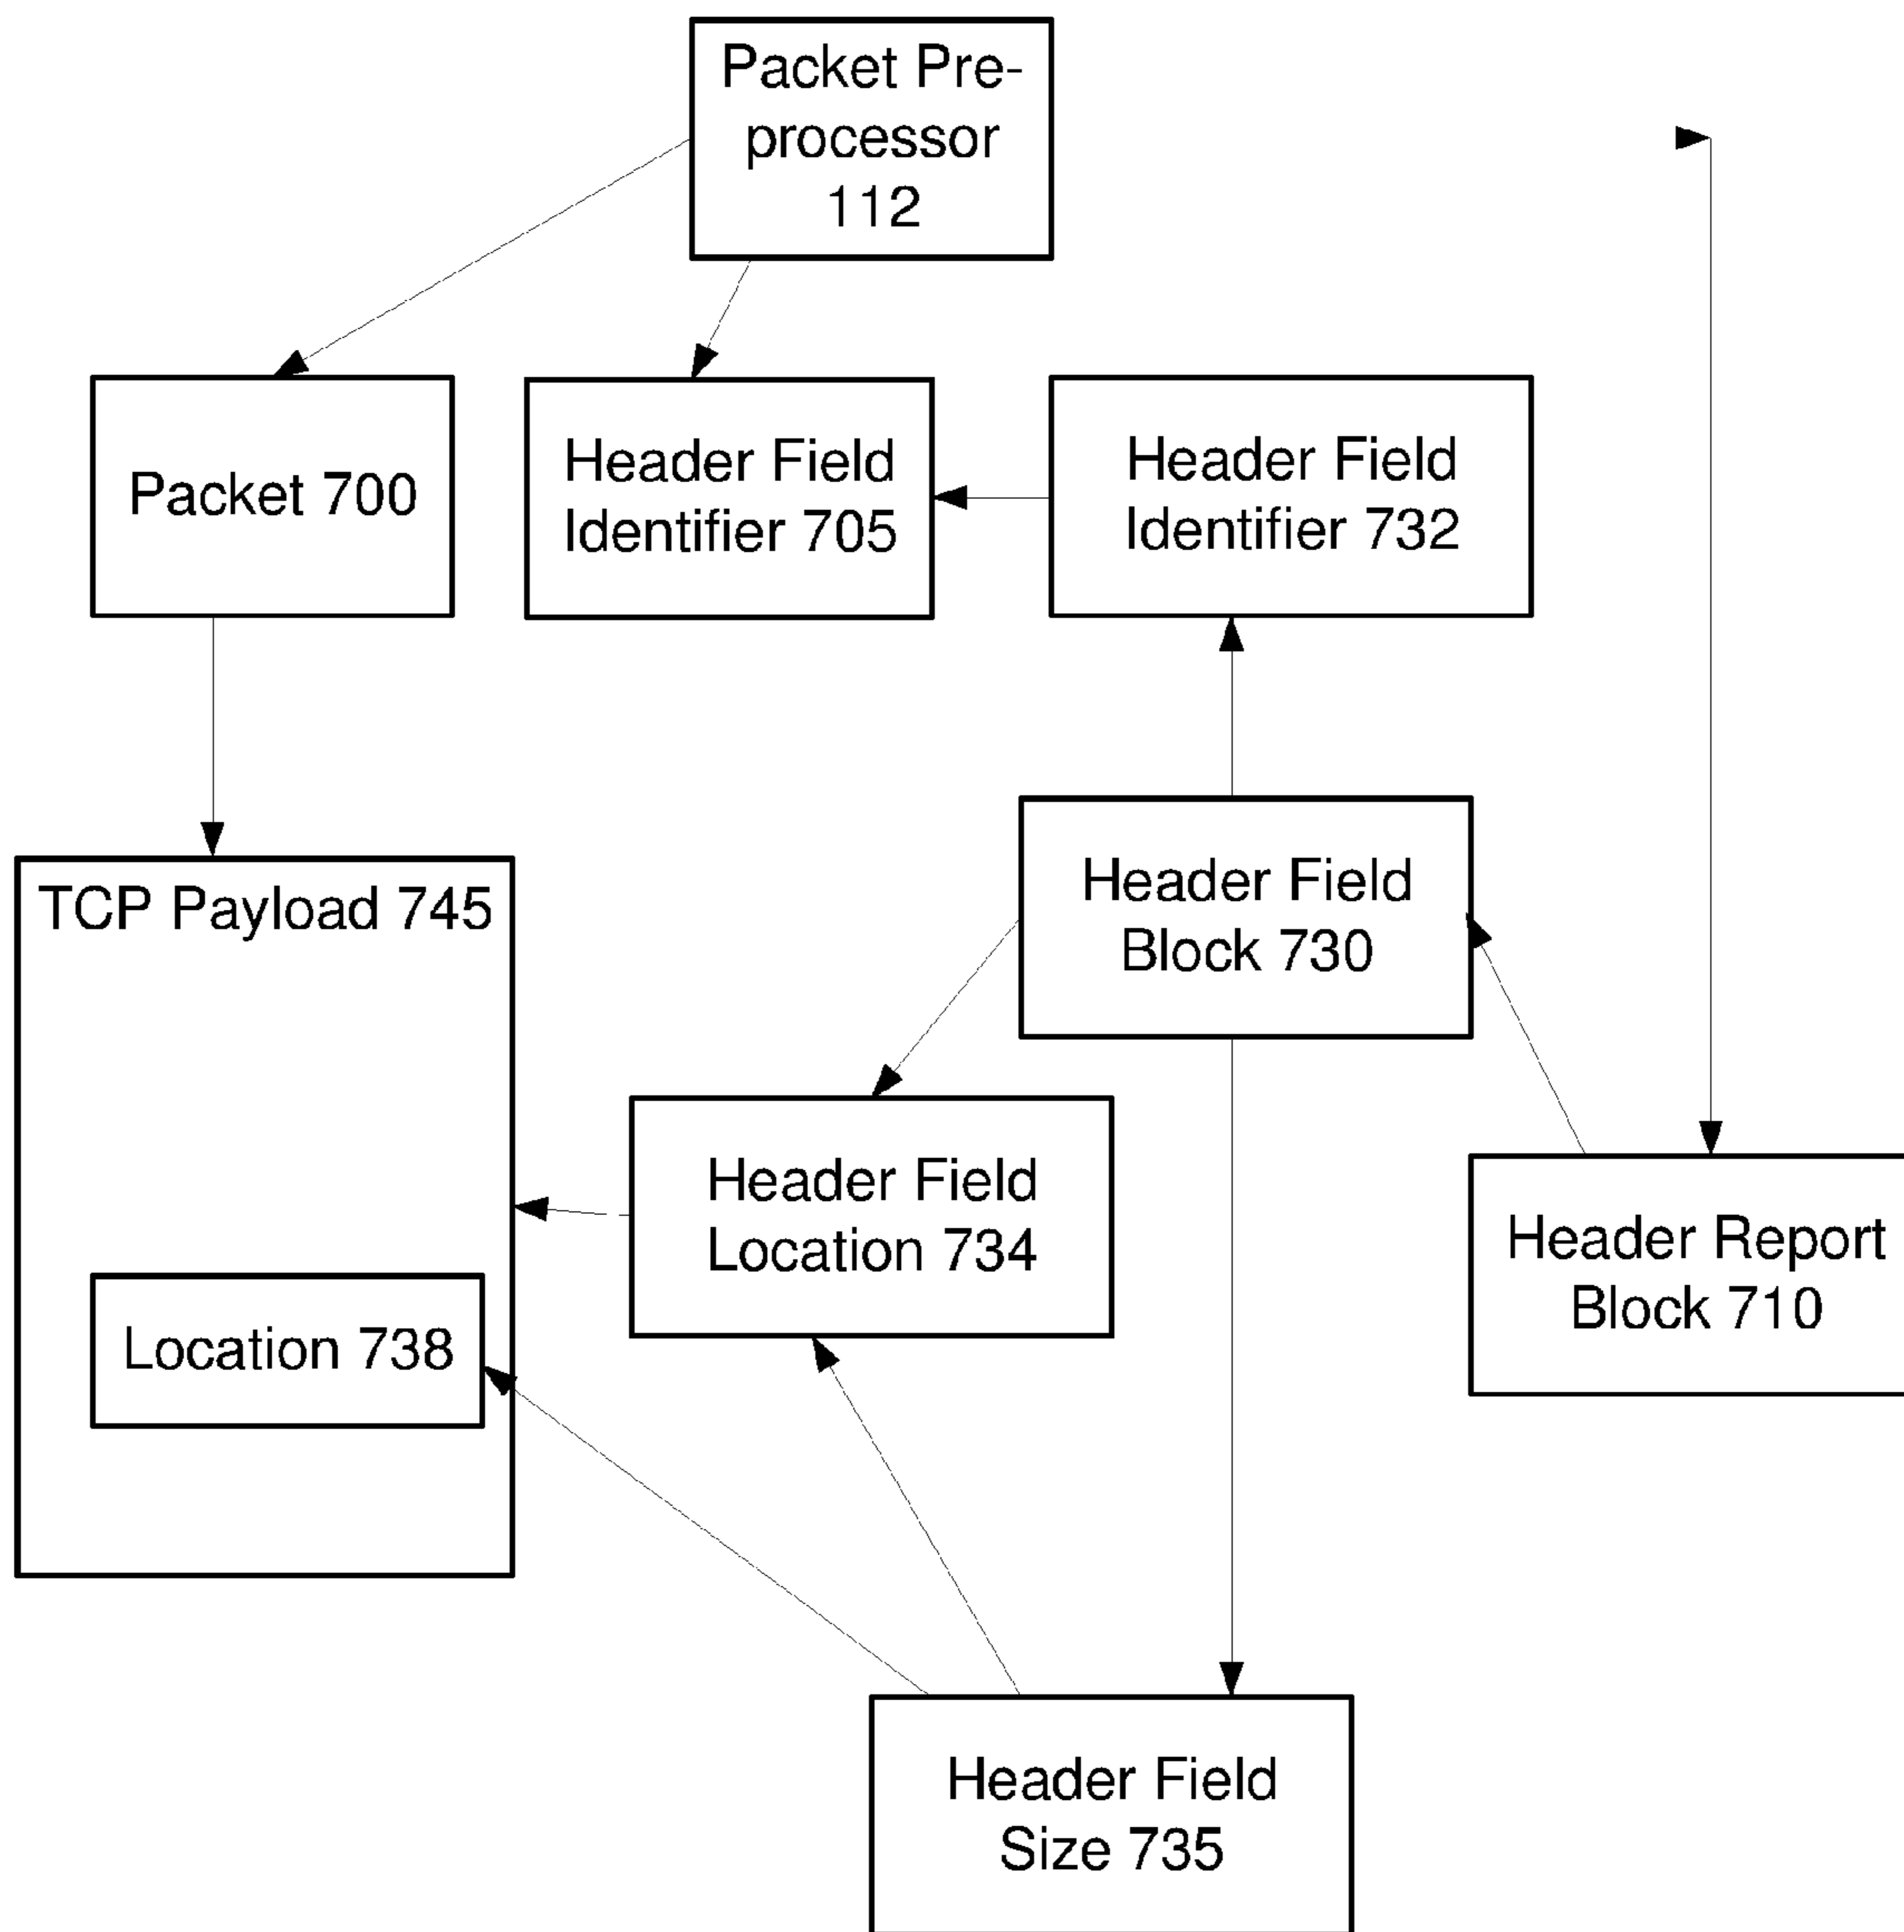 Packet Pre-
processor
112
Packet 700
Header Field
Identifier 705
Header Field
Identifier 732
TCP Payload 745
Header Field
Block 730
Header Field
Location 734
Header Report
Block 710
Location 738
Header Field
Size 735